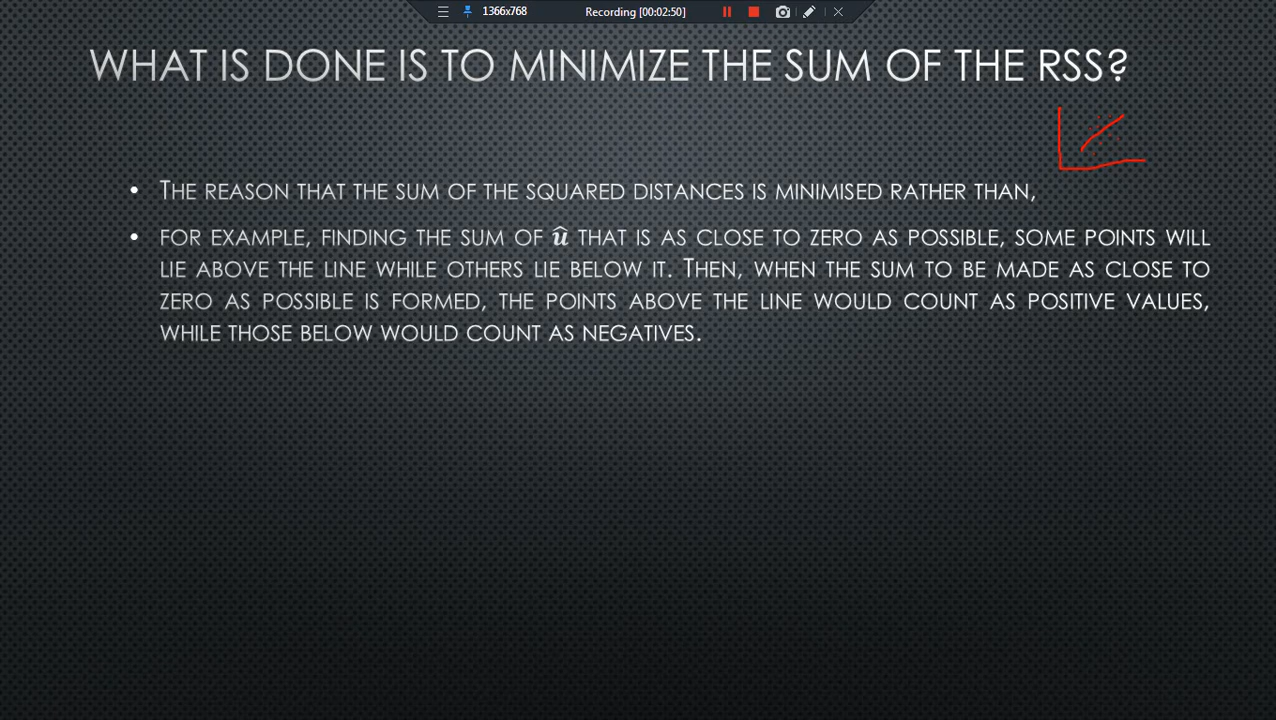 1366x768
Recording [00:02:50]
WHAT IS DONE IS TO MINIMIZE THE SUM OF THE RSS?
• THE REASON THAT THE SUM OF THE SQUARED DISTANCES IS MINIMISED RATHER THAN,
• FOR EXAMPLE, FINDING THE SUM OF û THAT IS AS CLOSE TO ZERO AS POSSIBLE, SOME POINTS WILL
LIE ABOVE THE LINE WHILE OTHERS LIE BELOW IT. THEN, WHEN THE SUM TO BE MADE AS CLOSE TO
ZERO AS POSSIBLE IS FORMED, THE POINTS ABOVE THE LINE WOULD COUNT AS POSITIVE VALUES,
WHILE THOSE BELOW WOULD COUNT AS NEGATIVES.